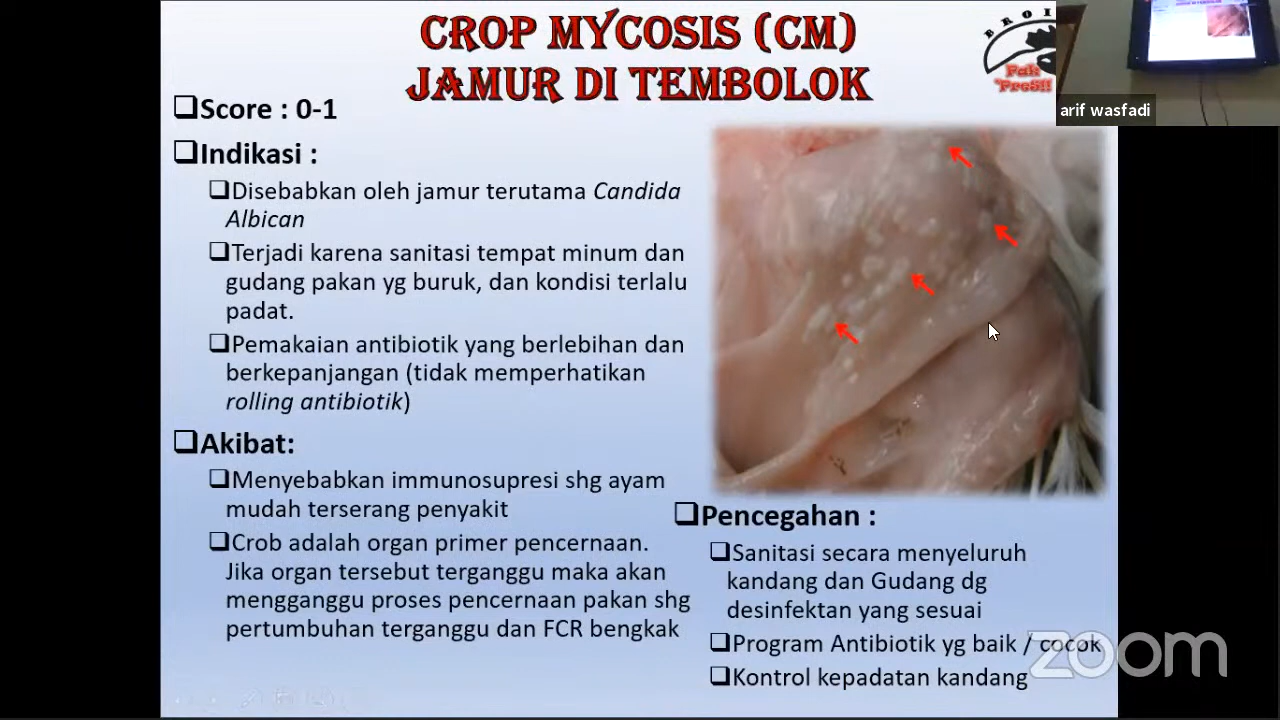 CROP MYCOSIS (CM)
JAMUR DI TEMBOLOK
BROI
Pak
Pre5!!
arif wasfadi
❑Score : 0-1
❑Indikasi :
❑Disebabkan oleh jamur terutama Candida
Albican
❑Terjadi karena sanitasi tempat minum dan
gudang pakan yg buruk, dan kondisi terlalu
padat.
❑Pemakaian antibiotik yang berlebihan dan
berkepanjangan (tidak memperhatikan
rolling antibiotik)
❑Akibat:
❑Menyebabkan immunosupresi shg ayam
mudah terserang penyakit
❑Crob adalah organ primer pencernaan.
Jika organ tersebut terganggu maka akan
mengganggu proses pencernaan pakan shg
pertumbuhan terganggu dan FCR bengkak
❑Pencegahan :
❑Sanitasi secara menyeluruh
kandang dan Gudang dg
desinfektan yang sesuai
❑Program Antibiotik yg baik / cocok
❑Kontrol kepadatan kandang
zoom